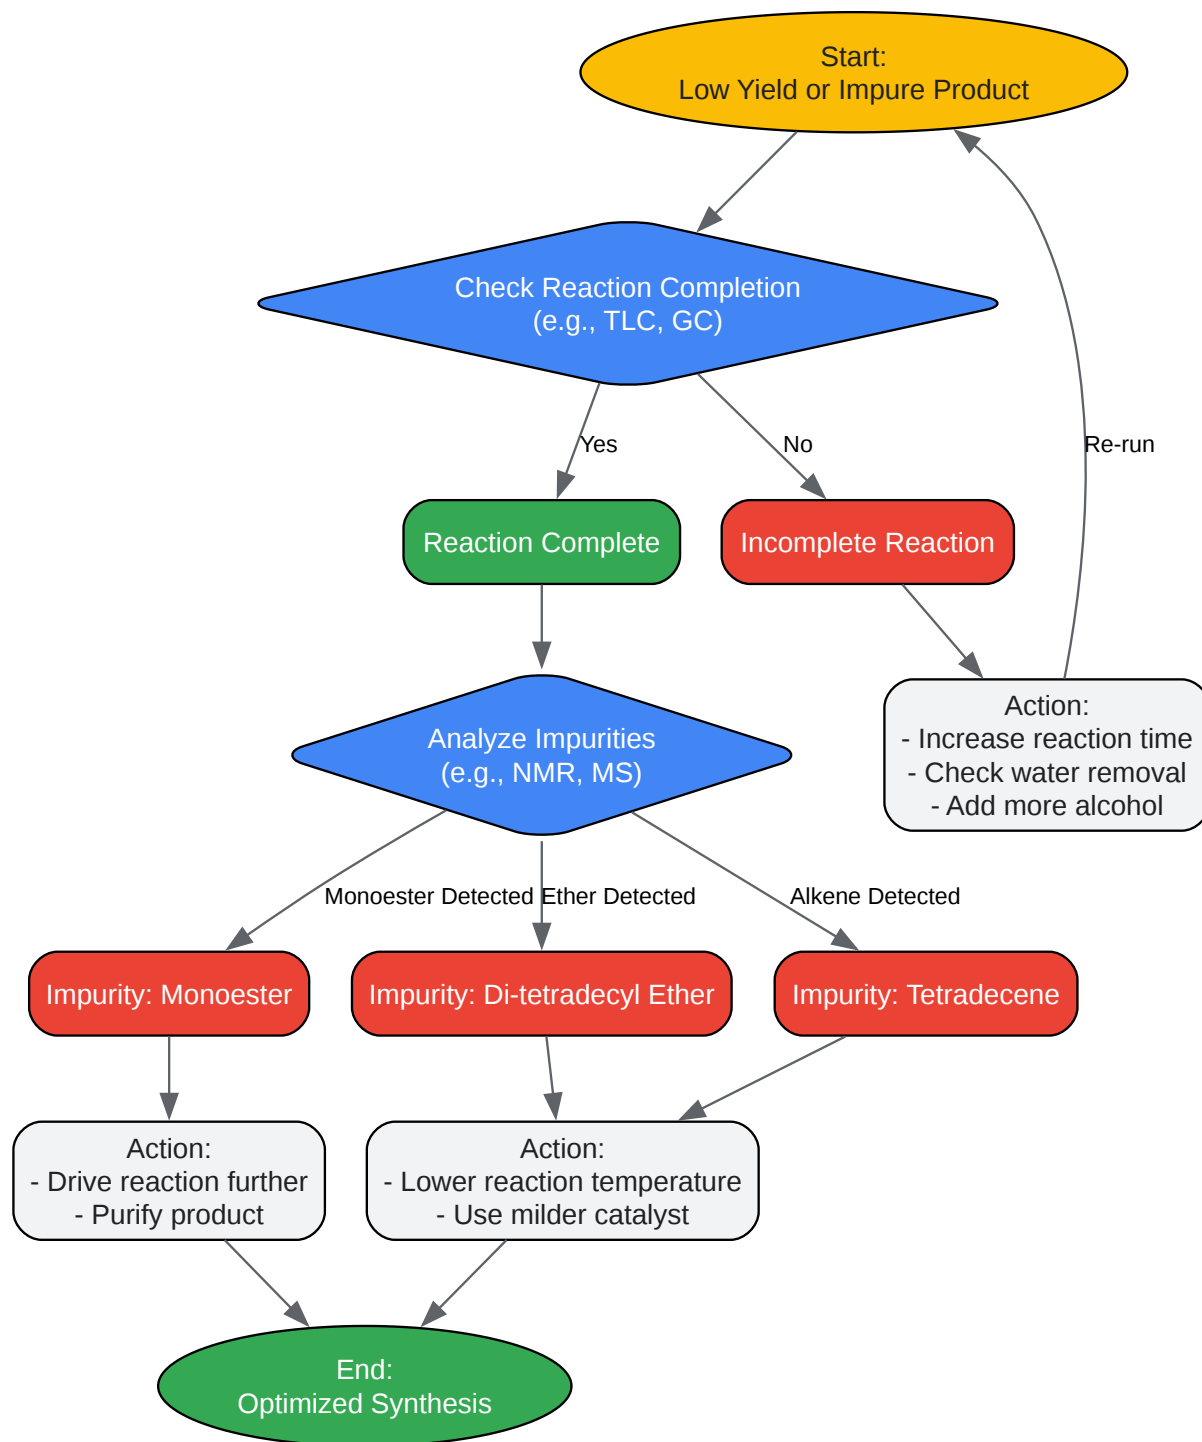 Start:
Low Yield or Impure Product
Check Reaction Completion
(e.g., TLC, GC)
Yes
No
Re-run
Reaction Complete
Incomplete Reaction
Action:
- Increase reaction time
- Check water removal
- Add more alcohol
Analyze Impurities
(e.g., NMR, MS)
Monoester Detected
Ether Detected
Alkene Detected
Impurity: Monoester
Impurity: Di-tetradecyl Ether
Impurity: Tetradecene
Action:
- Drive reaction further
- Purify product
Action:
- Lower reaction temperature
- Use milder catalyst
End:
Optimized Synthesis